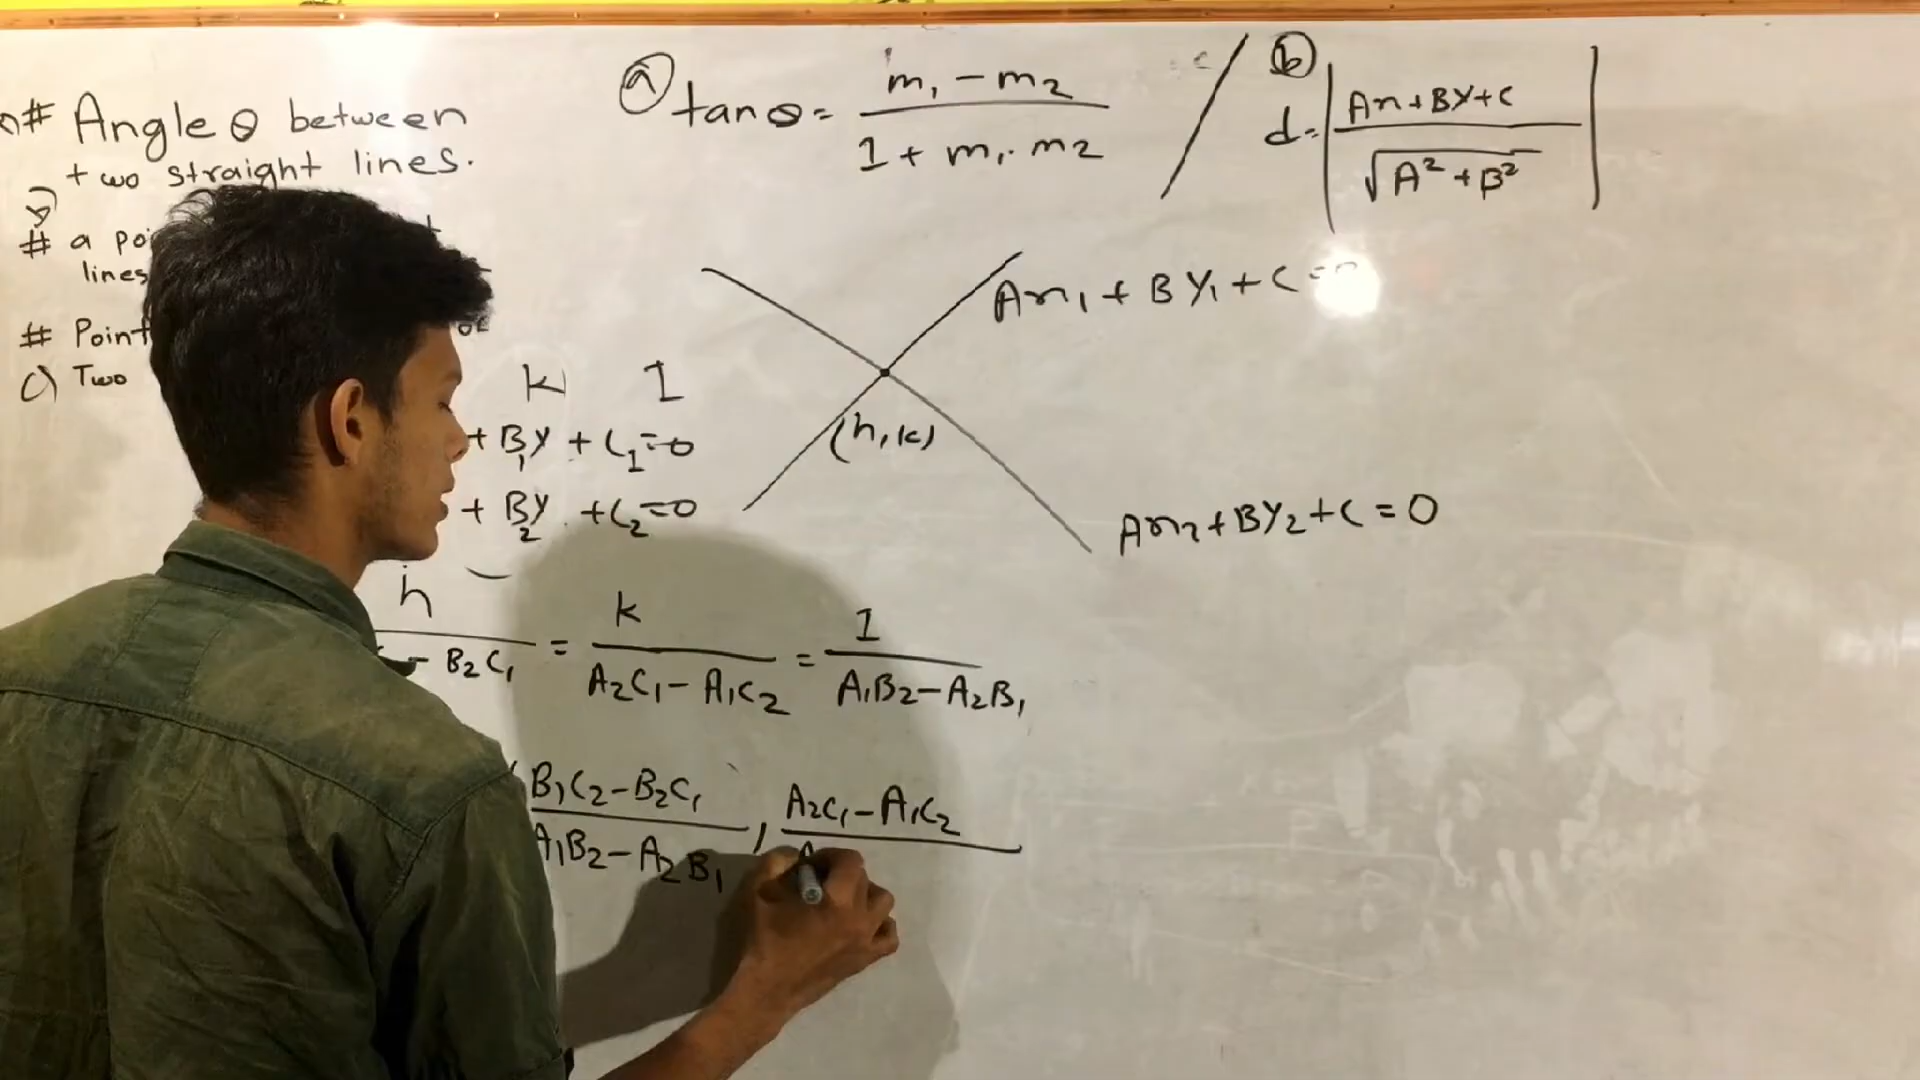 # Angle θ between
two straight lines.
b)
# a
lines
# Point
c) Two
ⓐ tanθ = m₁ - m₂ / 1 + m₁. m₂
ⓑ d = | Ax+By+C / √A² + B² |
Ax₁ + By₁ + C = 0
(h, k)
Ax₂ + By₂ + C = 0
k 1
+ B₁y + C₁ = 0
+ B₂y + C₂ = 0
h / - B₂C₁ = k / A₂C₁ - A₁C₂ = 1 / A₁B₂ - A₂B₁
B₁C₂ - B₂C₁ / A₁B₂ - A₂B₁ , A₂C₁ - A₁C₂ / A